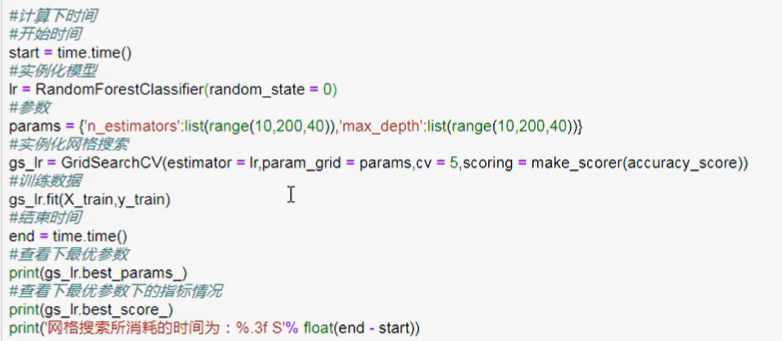 #计算下时间
#开始时间
start = time.time()
#实例化模型
lr = RandomForestClassifier(random_state = 0)
#参数
params = {'n_estimators':list(range(10,200,40)),'max_depth':list(range(10,200,40))}
#实例化网格搜索
gs_lr = GridSearchCV(estimator = lr,param_grid = params,cv = 5,scoring = make_scorer(accuracy_score))
#训练数据
gs_lr.fit(X_train,y_train)
#结束时间
end = time.time()
#查看下最优参数
print(gs_lr.best_params_)
#查看下最优参数下的指标情况
print(gs_lr.best_score_)
print('网格搜索所消耗的时间为：%.3f S'% float(end - start))